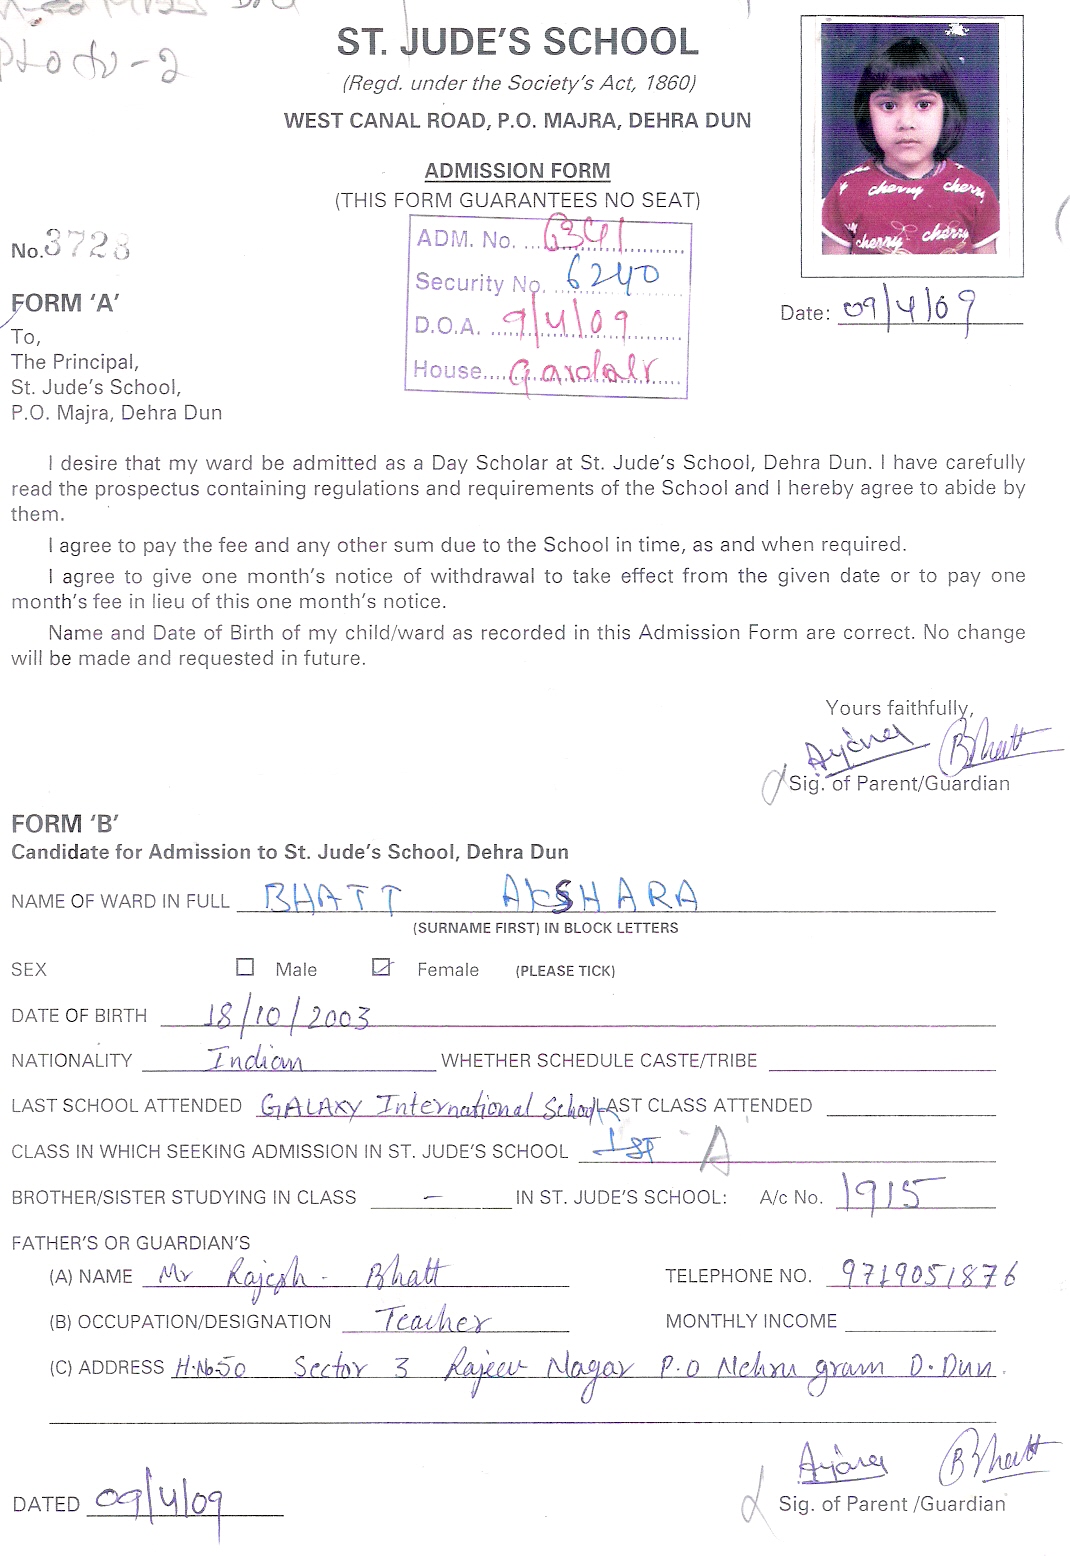 Photo - 2
ST. JUDE'S SCHOOL
(Regd. under the Society's Act, 1860)
WEST CANAL ROAD, P.O. MAJRA, DEHRA DUN
ADMISSION FORM
(THIS FORM GUARANTEES NO SEAT)
cherry cherry
cherry cherry
No. 3728
ADM. No. 6341
Security No. 6240
D.O.A. 9/4/09
House
Date: 09/4/09
FORM 'A'
To,
The Principal,
St. Jude's School,
P.O. Majra, Dehra Dun
I desire that my ward be admitted as a Day Scholar at St. Jude's School, Dehra Dun. I have carefully
read the prospectus containing regulations and requirements of the School and I hereby agree to abide by
them.
I agree to pay the fee and any other sum due to the School in time, as and when required.
I agree to give one month's notice of withdrawal to take effect from the given date or to pay one
month's fee in lieu of this one month's notice.
Name and Date of Birth of my child/ward as recorded in this Admission Form are correct. No change
will be made and requested in future.
Yours faithfully,
Bhatt
Sig. of Parent/Guardian
FORM 'B'
Candidate for Admission to St. Jude's School, Dehra Dun
NAME OF WARD IN FULL BHATT AKSHARA
(SURNAME FIRST) IN BLOCK LETTERS
SEX Male Female (PLEASE TICK)
DATE OF BIRTH 18/10/2003
NATIONALITY Indian WHETHER SCHEDULE CASTE/TRIBE
LAST SCHOOL ATTENDED GALAXY International School LAST CLASS ATTENDED
CLASS IN WHICH SEEKING ADMISSION IN ST. JUDE'S SCHOOL 1st - A
BROTHER/SISTER STUDYING IN CLASS - IN ST. JUDE'S SCHOOL: A/c No. 1915
FATHER'S OR GUARDIAN'S
(A) NAME Mr Rajesh - Bhatt TELEPHONE NO. 9719051876
(B) OCCUPATION/DESIGNATION Teacher MONTHLY INCOME
(C) ADDRESS H.No 50 Sector 3 Rajeev Nagar P.O Nehru gram D.Dun.
Bhatt
DATED 09/4/09
Sig. of Parent /Guardian